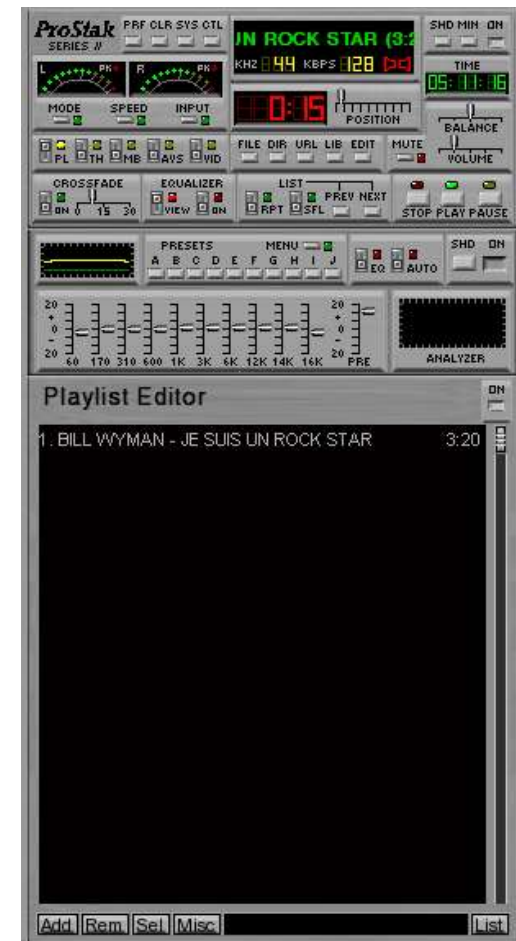 ProStak PRF CLR SYS CTL
SERIES II
UN ROCK STAR (3:2
SHD MIN ON
L PK R PK
KHZ 44 KBPS 128
TIME
05:11:16
MODE SPEED INPUT
0:15
POSITION
BALANCE
PL TH MB AVS VID
FILE DIR URL LIB EDIT MUTE
VOLUME
CROSSFADE EQUALIZER LIST
ON 0 15 30 VIEW ON RPT SFL PREV NEXT
STOP PLAY PAUSE
PRESETS MENU
A B C D E F G H I J
EQ AUTO
SHD ON
20 + 0 - 20
60 170 310 600 1K 3K 6K 12K 14K 16K
20 + 0 - 20
PRE
ANALYZER
Playlist Editor
ON
1. BILL WYMAN - JE SUIS UN ROCK STAR 3:20
Add Rem Sel Misc List